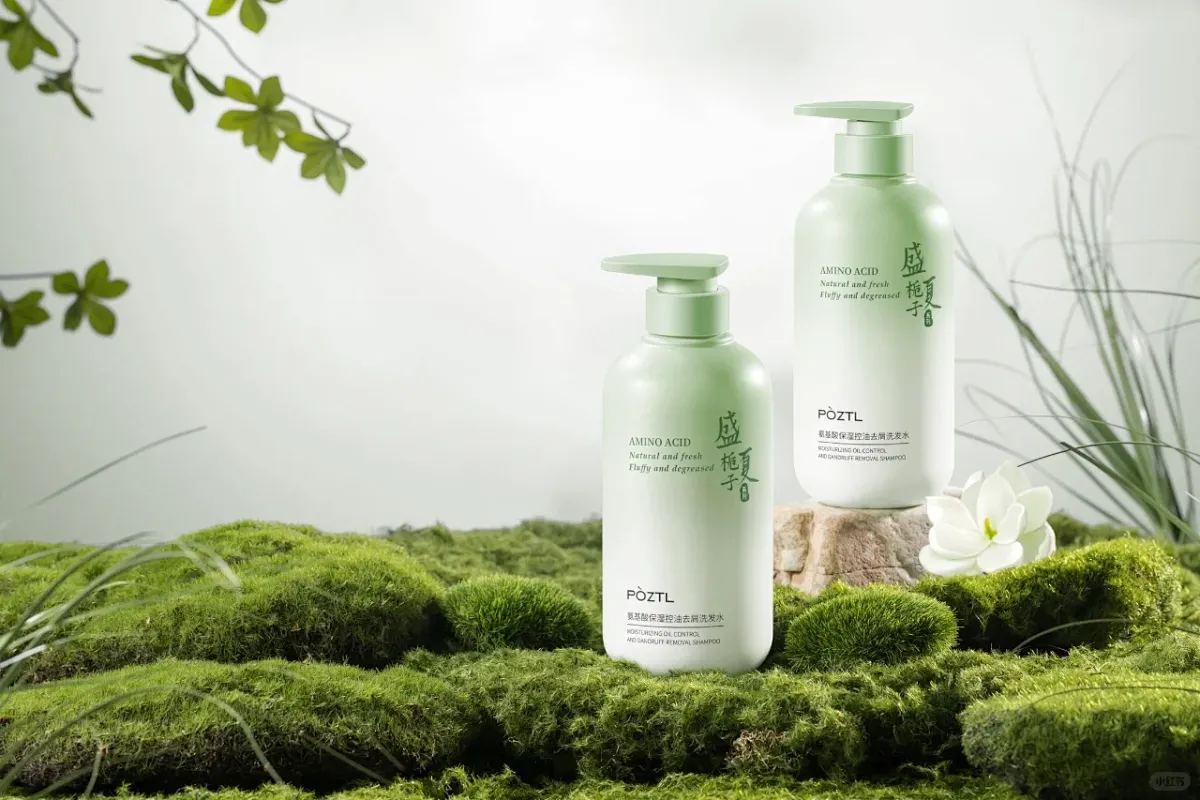 AMINO ACID
Natural and fresh
Fluffy and degreased
盛夏
栀子
PÒZTL
氨基酸保湿控油去屑洗发水
MOISTURIZING OIL CONTROL
AND DANDRUFF REMOVAL SHAMPOO
AMINO ACID
Natural and fresh
Fluffy and degreased
盛夏
栀子
PÒZTL
氨基酸保湿控油去屑洗发水
MOISTURIZING OIL CONTROL
AND DANDRUFF REMOVAL SHAMPOO
小红书